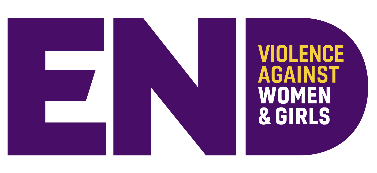 END
VIOLENCE
AGAINST
WOMEN
& GIRLS